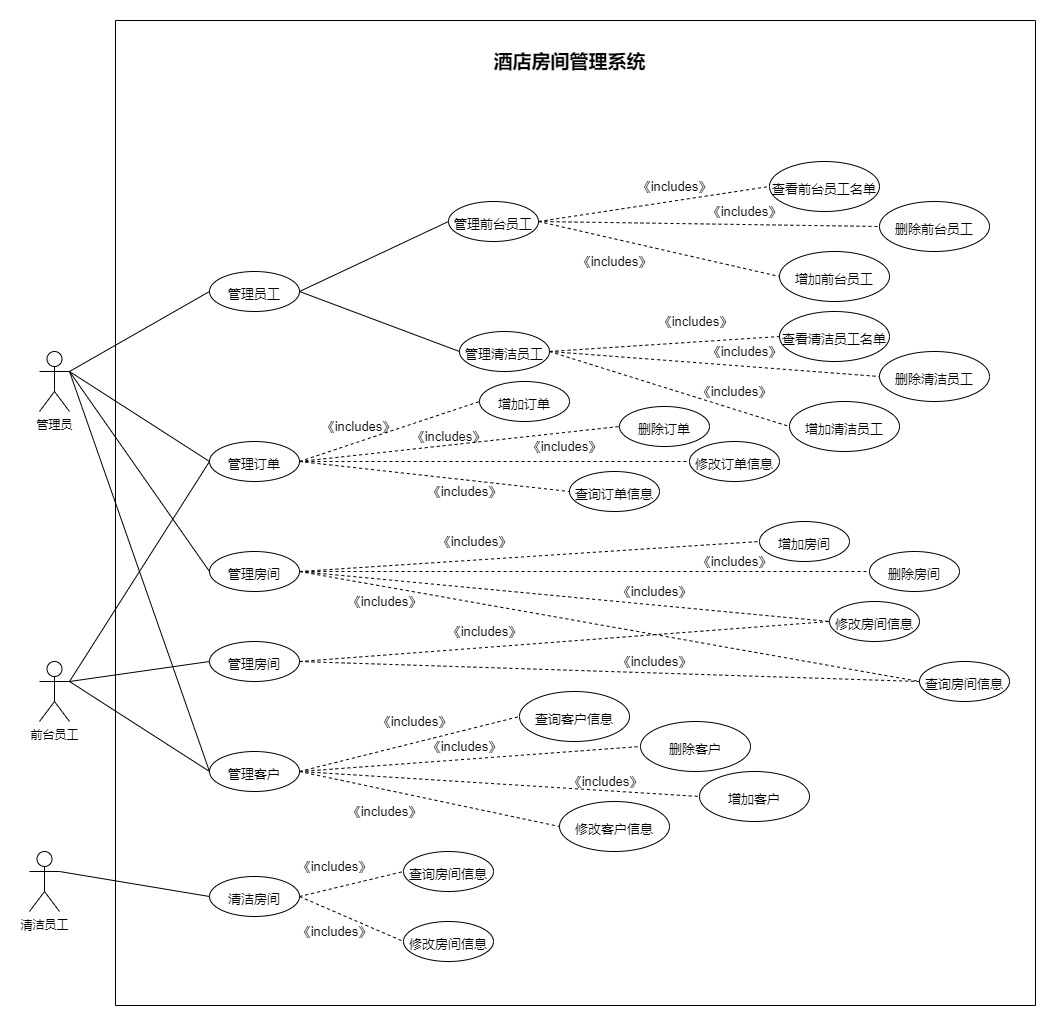 酒店房间管理系统
《includes》
查看前台员工名单
管理前台员工
《includes》
删除前台员工
《includes》
增加前台员工
管理员工
《includes》
查看清洁员工名单
管理清洁员工
《includes》
删除清洁员工
《includes》
增加清洁员工
管理员
增加订单
《includes》
《includes》
删除订单
管理订单
《includes》
修改订单信息
《includes》
查询订单信息
《includes》
增加房间
管理房间
《includes》
删除房间
《includes》
《includes》
修改房间信息
《includes》
管理房间
《includes》
查询房间信息
前台员工
《includes》
查询客户信息
《includes》
删除客户
管理客户
《includes》
增加客户
《includes》
修改客户信息
《includes》
查询房间信息
清洁员工
清洁房间
《includes》
修改房间信息